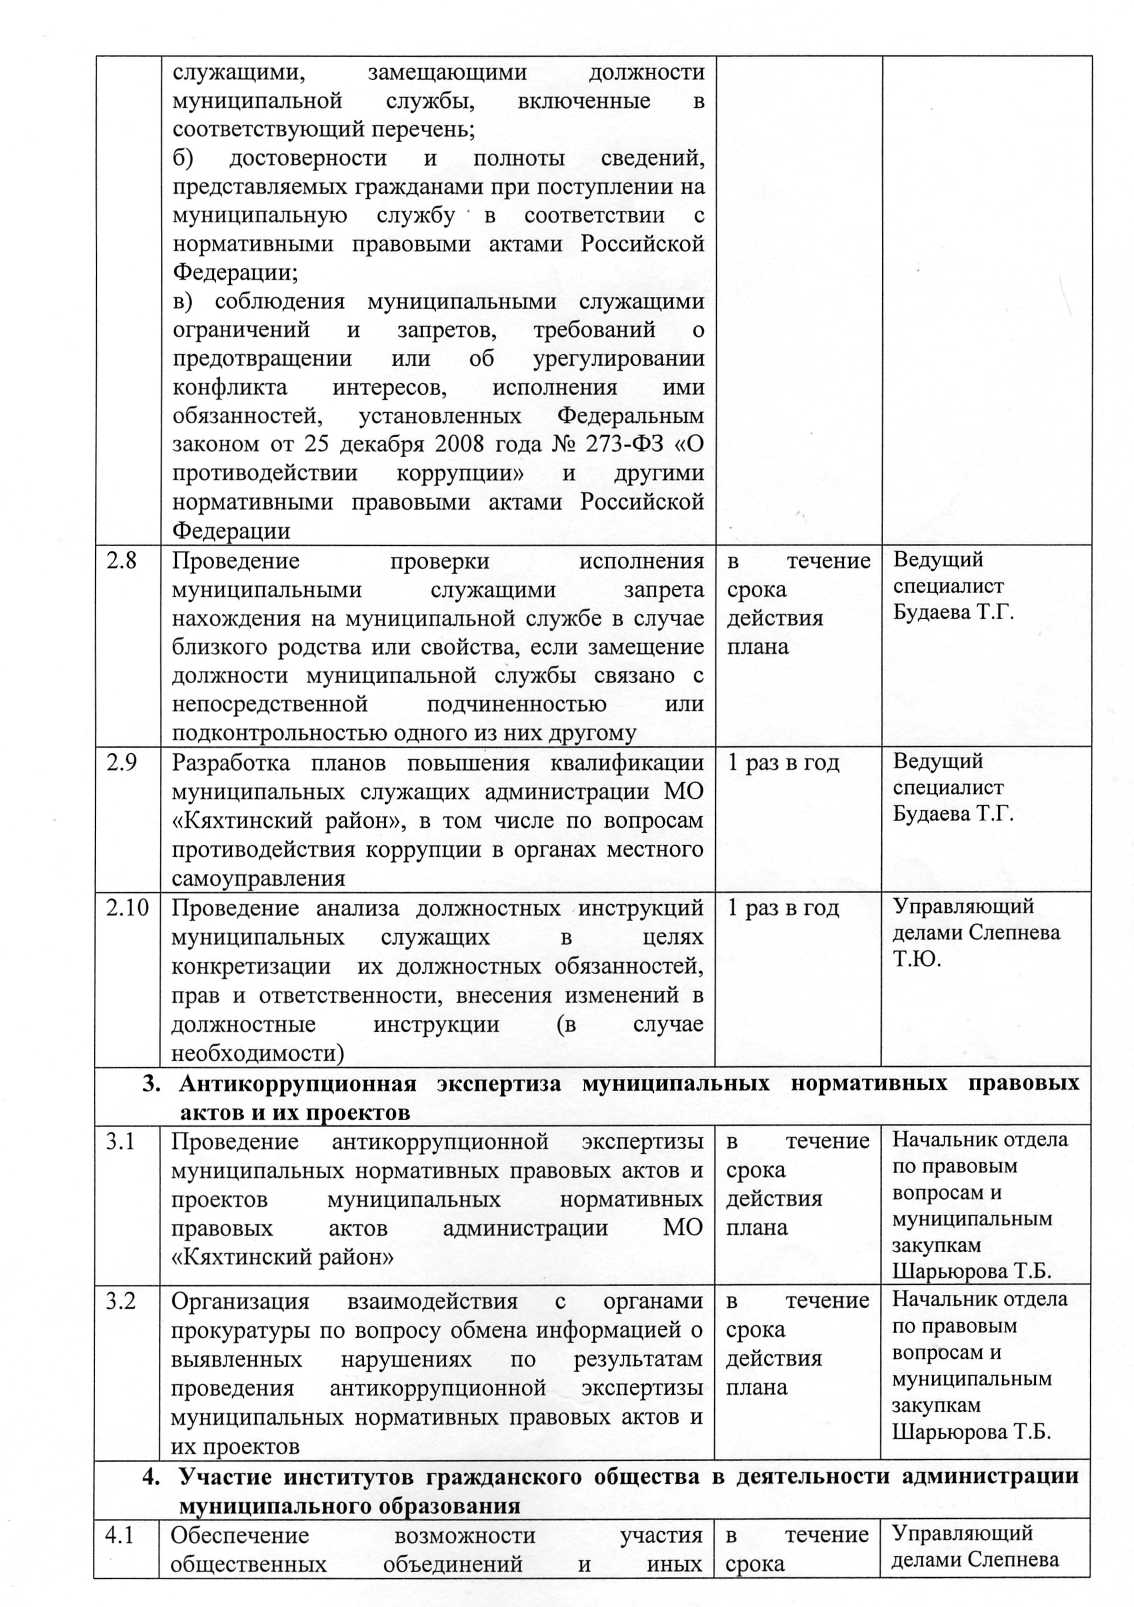 служащими, замещающими должности
муниципальной службы, включенные в
соответствующий перечень;
б) достоверности и полноты сведений,
представляемых гражданами при поступлении на
муниципальную службу в соответствии с
нормативными правовыми актами Российской
Федерации;
в) соблюдения муниципальными служащими
ограничений и запретов, требований о
предотвращении или об урегулировании
конфликта интересов, исполнения ими
обязанностей, установленных Федеральным
законом от 25 декабря 2008 года № 273-ФЗ «О
противодействии коррупции» и другими
нормативными правовыми актами Российской
Федерации
2.8
Проведение проверки исполнения
муниципальными служащими запрета
нахождения на муниципальной службе в случае
близкого родства или свойства, если замещение
должности муниципальной службы связано с
непосредственной подчиненностью или
подконтрольностью одного из них другому
в течение
срока
действия
плана
Ведущий
специалист
Будаева Т.Г.
2.9
Разработка планов повышения квалификации
муниципальных служащих администрации МО
«Кяхтинский район», в том числе по вопросам
противодействия коррупции в органах местного
самоуправления
1 раз в год
Ведущий
специалист
Будаева Т.Г.
2.10
Проведение анализа должностных инструкций
муниципальных служащих в целях
конкретизации их должностных обязанностей,
прав и ответственности, внесения изменений в
должностные инструкции (в случае
необходимости)
1 раз в год
Управляющий
делами Слепнева
Т.Ю.
3. Антикоррупционная экспертиза муниципальных нормативных правовых
актов и их проектов
3.1
Проведение антикоррупционной экспертизы
муниципальных нормативных правовых актов и
проектов муниципальных нормативных
правовых актов администрации МО
«Кяхтинский район»
в течение
срока
действия
плана
Начальник отдела
по правовым
вопросам и
муниципальным
закупкам
Шарьюрова Т.Б.
3.2
Организация взаимодействия с органами
прокуратуры по вопросу обмена информацией о
выявленных нарушениях по результатам
проведения антикоррупционной экспертизы
муниципальных нормативных правовых актов и
их проектов
в течение
срока
действия
плана
Начальник отдела
по правовым
вопросам и
муниципальным
закупкам
Шарьюрова Т.Б.
4. Участие институтов гражданского общества в деятельности администрации
муниципального образования
4.1
Обеспечение возможности участия
общественных объединений и иных
в течение
срока
Управляющий
делами Слепнева